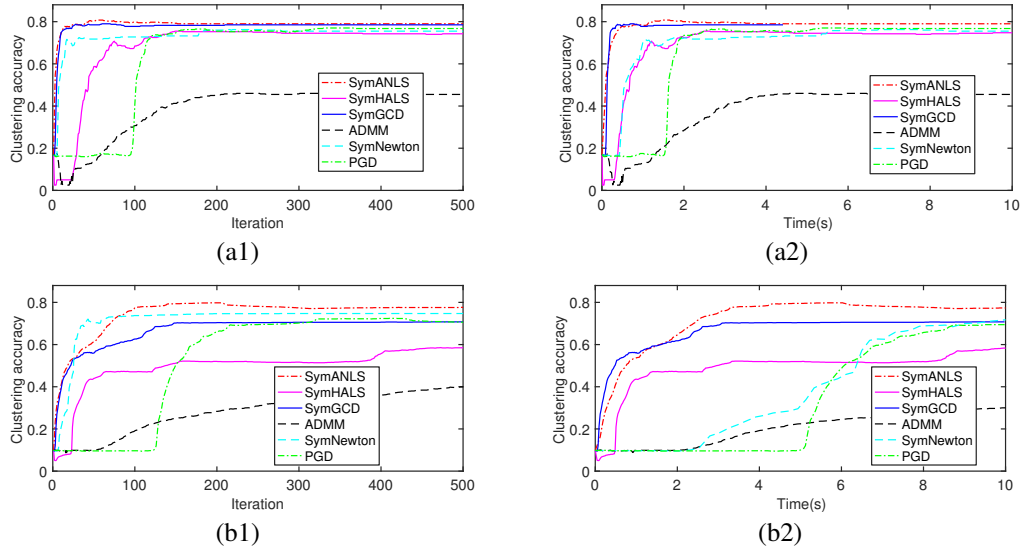 Clustering accuracy
0.8
0.6
0.4
0.2
0
0 100 200 300 400 500
Iteration
SymANLS
SymHALS
SymGCD
ADMM
SymNewton
PGD
(a1)
Clustering accuracy
0.8
0.6
0.4
0.2
0
0 2 4 6 8 10
Time(s)
SymANLS
SymHALS
SymGCD
ADMM
SymNewton
PGD
(a2)
Clustering accuracy
0.8
0.6
0.4
0.2
0
0 100 200 300 400 500
Iteration
SymANLS
SymHALS
SymGCD
ADMM
SymNewton
PGD
(b1)
Clustering accuracy
0.8
0.6
0.4
0.2
0
0 2 4 6 8 10
Time(s)
SymANLS
SymHALS
SymGCD
ADMM
SymNewton
PGD
(b2)